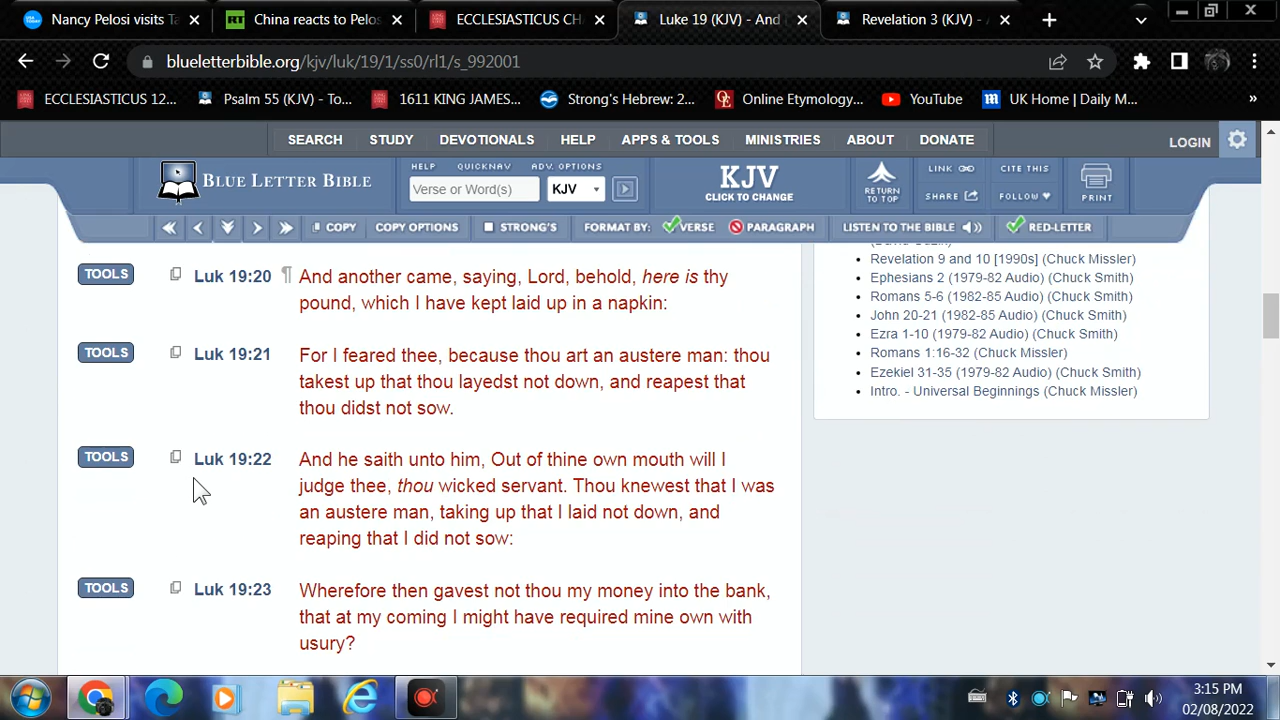 Nancy Pelosi visits Ta
China reacts to Pelos
ECCLESIASTICUS CH
Luke 19 (KJV) - And
Revelation 3 (KJV) - A
blueletterbible.org/kjv/luk/19/1/ss0/rl1/s_992001
ECCLESIASTICUS 12...
Psalm 55 (KJV) - To...
1611 KING JAMES...
Strong's Hebrew: 2...
Online Etymology...
YouTube
UK Home | Daily M...
SEARCH STUDY DEVOTIONALS HELP APPS & TOOLS MINISTRIES ABOUT DONATE LOGIN
BLUE LETTER BIBLE
HELP QUICKNAV ADV. OPTIONS
Verse or Word(s) KJV
KJV
CLICK TO CHANGE
RETURN
TO TOP
LINK CITE THIS
SHARE FOLLOW
PRINT
COPY COPY OPTIONS STRONG'S FORMAT BY: VERSE PARAGRAPH LISTEN TO THE BIBLE RED-LETTER
TOOLS Luk 19:20 ¶ And another came, saying, Lord, behold, here is thy
pound, which I have kept laid up in a napkin:
TOOLS Luk 19:21 For I feared thee, because thou art an austere man: thou
takest up that thou layedst not down, and reapest that
thou didst not sow.
TOOLS Luk 19:22 And he saith unto him, Out of thine own mouth will I
judge thee, thou wicked servant. Thou knewest that I was
an austere man, taking up that I laid not down, and
reaping that I did not sow:
TOOLS Luk 19:23 Wherefore then gavest not thou my money into the bank,
that at my coming I might have required mine own with
usury?
Revelation 9 and 10 [1990s] (Chuck Missler)
Ephesians 2 (1979-82 Audio) (Chuck Smith)
Romans 5-6 (1982-85 Audio) (Chuck Smith)
John 20-21 (1982-85 Audio) (Chuck Smith)
Ezra 1-10 (1979-82 Audio) (Chuck Smith)
Romans 1:16-32 (Chuck Missler)
Ezekiel 31-35 (1979-82 Audio) (Chuck Smith)
Intro. - Universal Beginnings (Chuck Missler)
3:15 PM
02/08/2022